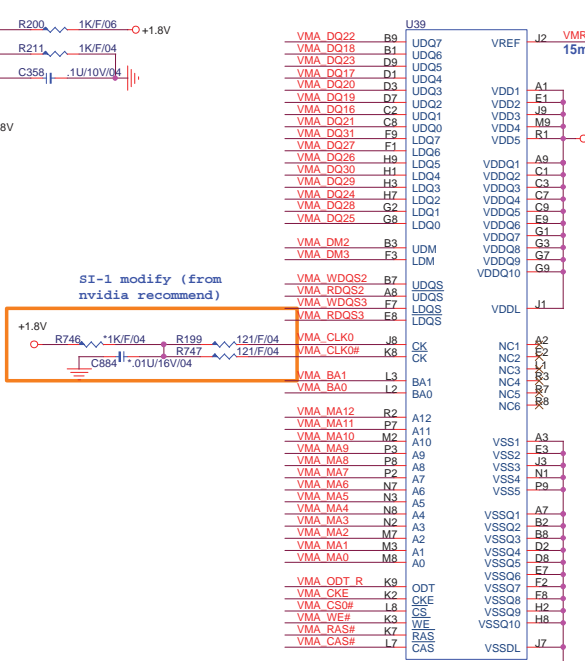 R200 1K/F/06 +1.8V
R211 1K/F/04
C358 .1U/10V/04
8V
SI-1 modify (from
nvidia recommend)
+1.8V
R746 *1K/F/04 R199 121/F/04
R747 121/F/04
C884 *.01U/16V/04
U39
VMA_DQ22 B9 UDQ7
VMA_DQ18 B1 UDQ6
VMA_DQ23 D9 UDQ5
VMA_DQ17 D1 UDQ4
VMA_DQ20 D3 UDQ3
VMA_DQ19 D7 UDQ2
VMA_DQ16 C2 UDQ1
VMA_DQ21 C8 UDQ0
VMA_DQ31 F9 LDQ7
VMA_DQ27 F1 LDQ6
VMA_DQ26 H9 LDQ5
VMA_DQ30 H1 LDQ4
VMA_DQ29 H3 LDQ3
VMA_DQ24 H7 LDQ2
VMA_DQ28 G2 LDQ1
VMA_DQ25 G8 LDQ0
VMA_DM2 B3 UDM
VMA_DM3 F3 LDM
VMA_WDQS2 B7 UDQS
VMA_RDQS2 A8 UDQS
VMA_WDQS3 F7 LDQS
VMA_RDQS3 E8 LDQS
VMA_CLK0 J8 CK
VMA_CLK0# K8 CK
VMA_BA1 L3 BA1
VMA_BA0 L2 BA0
VMA_MA12 R2 A12
VMA_MA11 P7 A11
VMA_MA10 M2 A10
VMA_MA9 P3 A9
VMA_MA8 P8 A8
VMA_MA7 P2 A7
VMA_MA6 N7 A6
VMA_MA5 N3 A5
VMA_MA4 N8 A4
VMA_MA3 N2 A3
VMA_MA2 M7 A2
VMA_MA1 M3 A1
VMA_MA0 M8 A0
VMA_ODT_R K9 ODT
VMA_CKE K2 CKE
VMA_CS0# L8 CS
VMA_WE# K3 WE
VMA_RAS# K7 RAS
VMA_CAS# L7 CAS
VREF J2 VMR
15m
VDD1 A1
VDD2 E1
VDD3 J9
VDD4 M9
VDD5 R1
VDDQ1 A9
VDDQ2 C1
VDDQ3 C3
VDDQ4 C7
VDDQ5 C9
VDDQ6 E9
VDDQ7 G1
VDDQ8 G3
VDDQ9 G7
VDDQ10 G9
VDDL J1
NC1 A2
NC2 E2
NC3 L1
NC4 R3
NC5 R7
NC6 R8
VSS1 A3
VSS2 E3
VSS3 J3
VSS4 N1
VSS5 P9
VSSQ1 A7
VSSQ2 B2
VSSQ3 B8
VSSQ4 D2
VSSQ5 D8
VSSQ6 E7
VSSQ7 F2
VSSQ8 F8
VSSQ9 H2
VSSQ10 H8
VSSDL J7